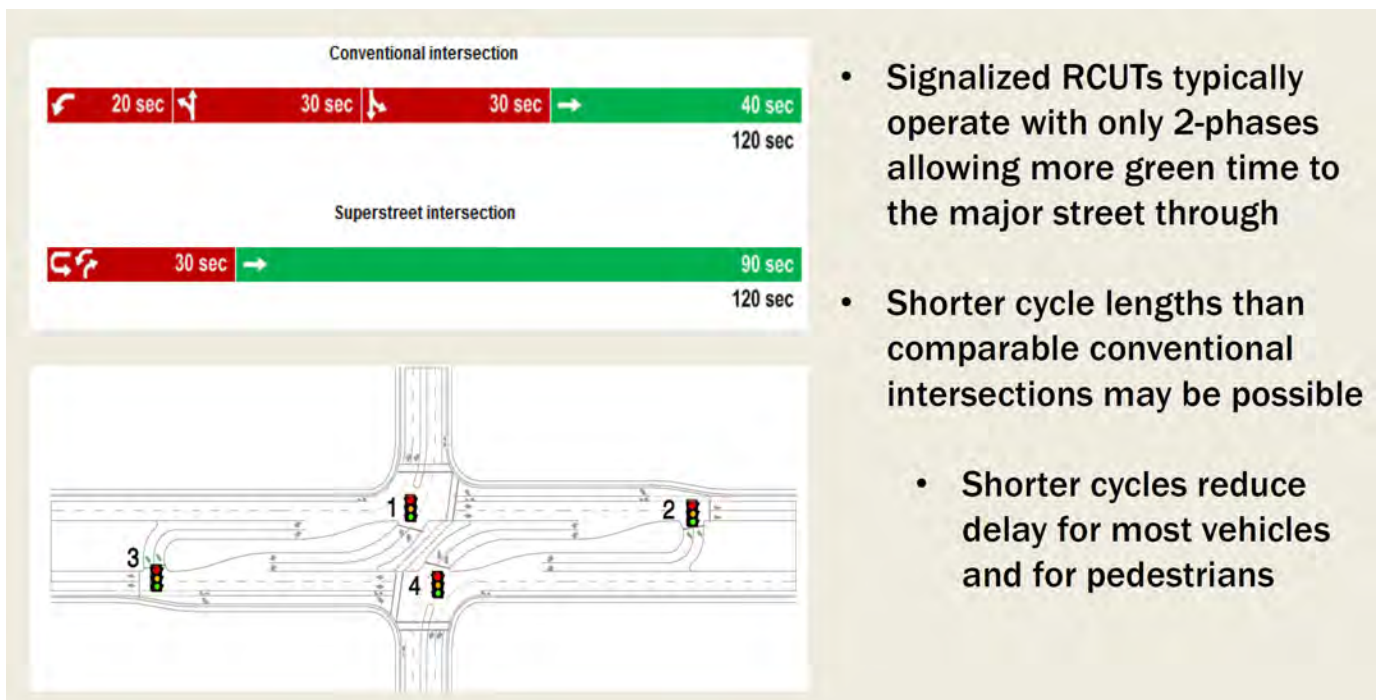 Conventional intersection
20 sec 30 sec 30 sec 40 sec
120 sec
Superstreet intersection
30 sec 90 sec
120 sec
1
2
3
4
• Signalized RCUTs typically
operate with only 2-phases
allowing more green time to
the major street through
• Shorter cycle lengths than
comparable conventional
intersections may be possible
• Shorter cycles reduce
delay for most vehicles
and for pedestrians